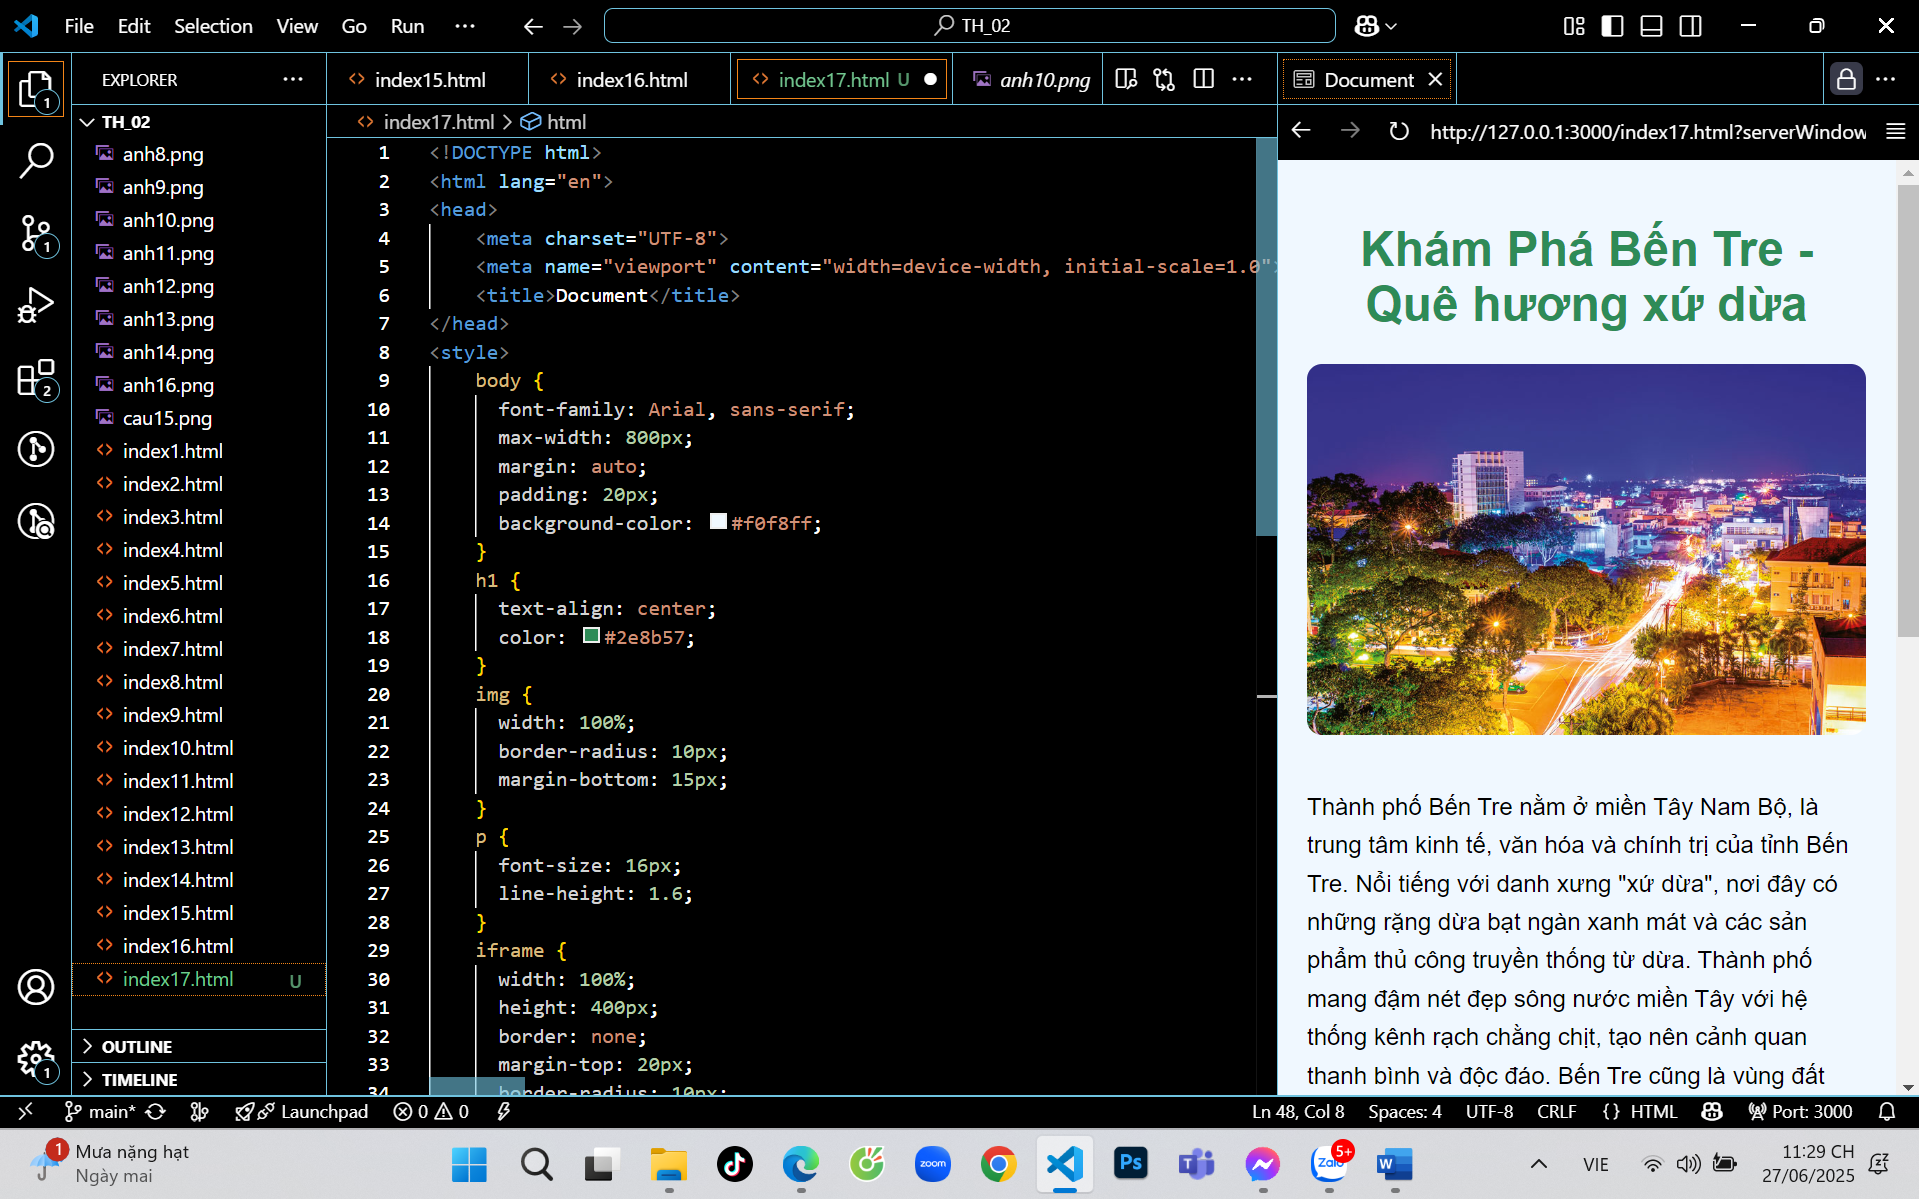 File Edit Selection View Go Run ··· TH_02
EXPLORER
index15.html index16.html index17.html U anh10.png Document
1
TH_02
anh8.png
anh9.png
anh10.png
anh11.png
anh12.png
anh13.png
anh14.png
anh16.png
cau15.png
index1.html
index2.html
index3.html
index4.html
index5.html
index6.html
index7.html
index8.html
index9.html
index10.html
index11.html
index12.html
index13.html
index14.html
index15.html
index16.html
index17.html U
OUTLINE
TIMELINE
1
2
1
index17.html > html
1 <!DOCTYPE html>
2 <html lang="en">
3 <head>
4 <meta charset="UTF-8">
5 <meta name="viewport" content="width=device-width, initial-scale=1.0">
6 <title>Document</title>
7 </head>
8 <style>
9 body {
10 font-family: Arial, sans-serif;
11 max-width: 800px;
12 margin: auto;
13 padding: 20px;
14 background-color: #f0f8ff;
15 }
16 h1 {
17 text-align: center;
18 color: #2e8b57;
19 }
20 img {
21 width: 100%;
22 border-radius: 10px;
23 margin-bottom: 15px;
24 }
25 p {
26 font-size: 16px;
27 line-height: 1.6;
28 }
29 iframe {
30 width: 100%;
31 height: 400px;
32 border: none;
33 margin-top: 20px;
34 border-radius: 10px;
http://127.0.0.1:3000/index17.html?serverWindow
Khám Phá Bến Tre -
Quê hương xứ dừa
Thành phố Bến Tre nằm ở miền Tây Nam Bộ, là
trung tâm kinh tế, văn hóa và chính trị của tỉnh Bến
Tre. Nổi tiếng với danh xưng "xứ dừa", nơi đây có
những rặng dừa bạt ngàn xanh mát và các sản
phẩm thủ công truyền thống từ dừa. Thành phố
mang đậm nét đẹp sông nước miền Tây với hệ
thống kênh rạch chằng chịt, tạo nên cảnh quan
thanh bình và độc đáo. Bến Tre cũng là vùng đất
main* Launchpad 0 0 Ln 48, Col 8 Spaces: 4 UTF-8 CRLF {} HTML Port: 3000
1 Mưa nặng hạt
Ngày mai
zoom Ps T Zalo 5+ W
VIE
11:29 CH
27/06/2025